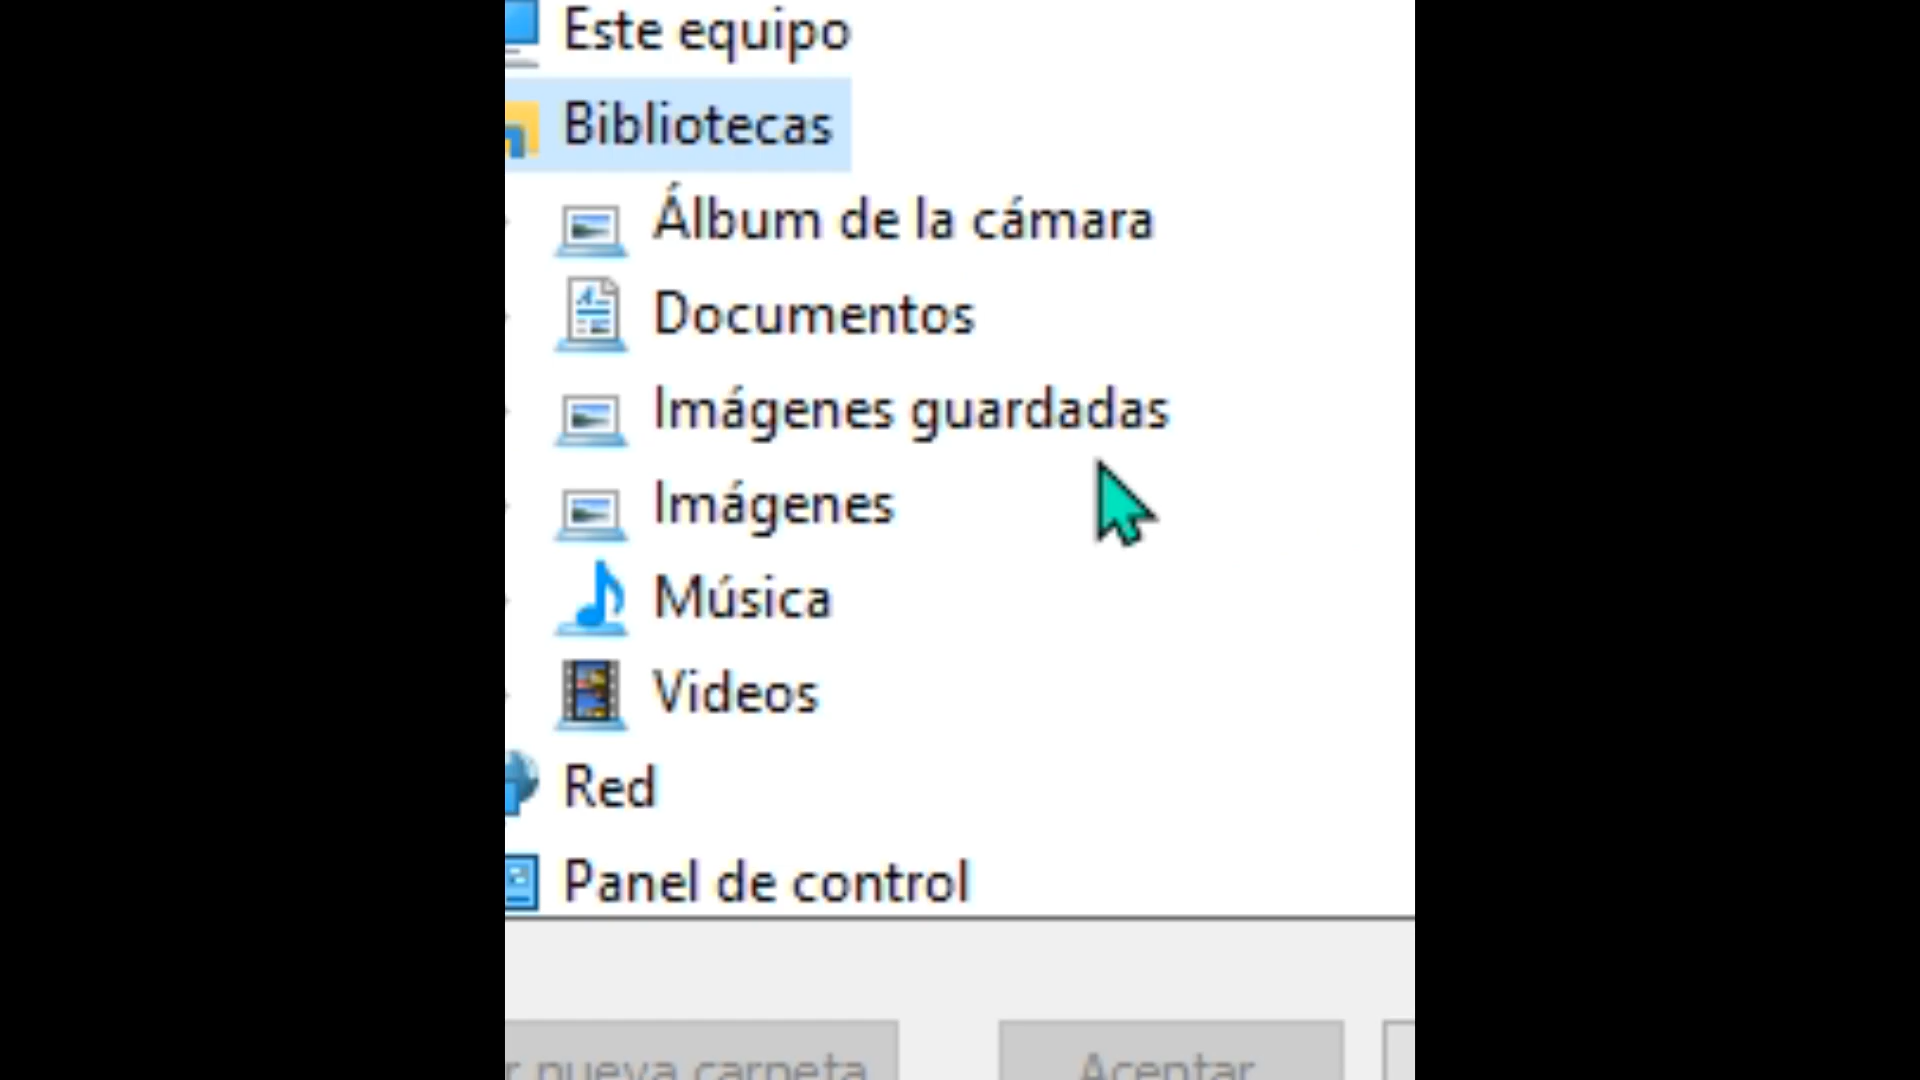 Este equipo
Bibliotecas
Álbum de la cámara
Documentos
Imágenes guardadas
Imágenes
Música
Videos
Red
Panel de control
r nueva carpeta
Aceptar